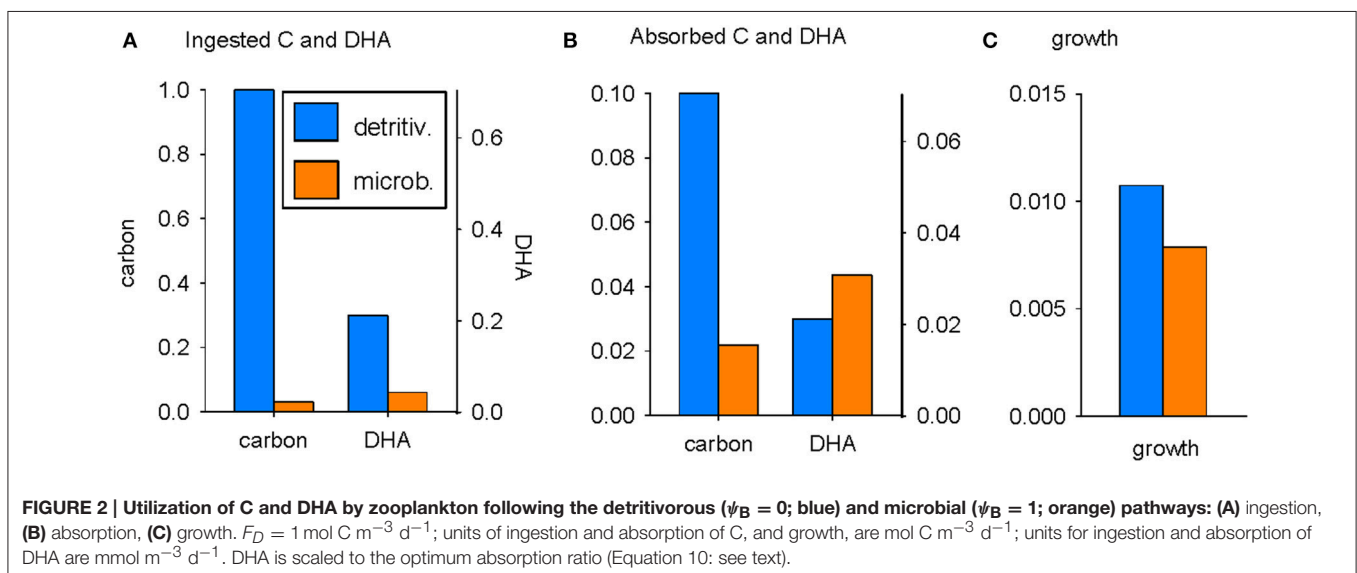 A Ingested C and DHA
1.0
0.8
0.6
0.4
0.2
0.0
carbon
detritiv.
microb.
0.6
0.4
0.2
0.0
DHA
carbon DHA
B Absorbed C and DHA
0.10
0.08
0.06
0.04
0.02
0.00
0.06
0.04
0.02
0.00
carbon DHA
C growth
0.015
0.010
0.005
0.000
growth
FIGURE 2 | Utilization of C and DHA by zooplankton following the detritivorous (ψB = 0; blue) and microbial (ψB = 1; orange) pathways: (A) ingestion,
(B) absorption, (C) growth. FD = 1 mol C m−3 d−1; units of ingestion and absorption of C, and growth, are mol C m−3 d−1; units for ingestion and absorption of
DHA are mmol m−3 d−1. DHA is scaled to the optimum absorption ratio (Equation 10: see text).